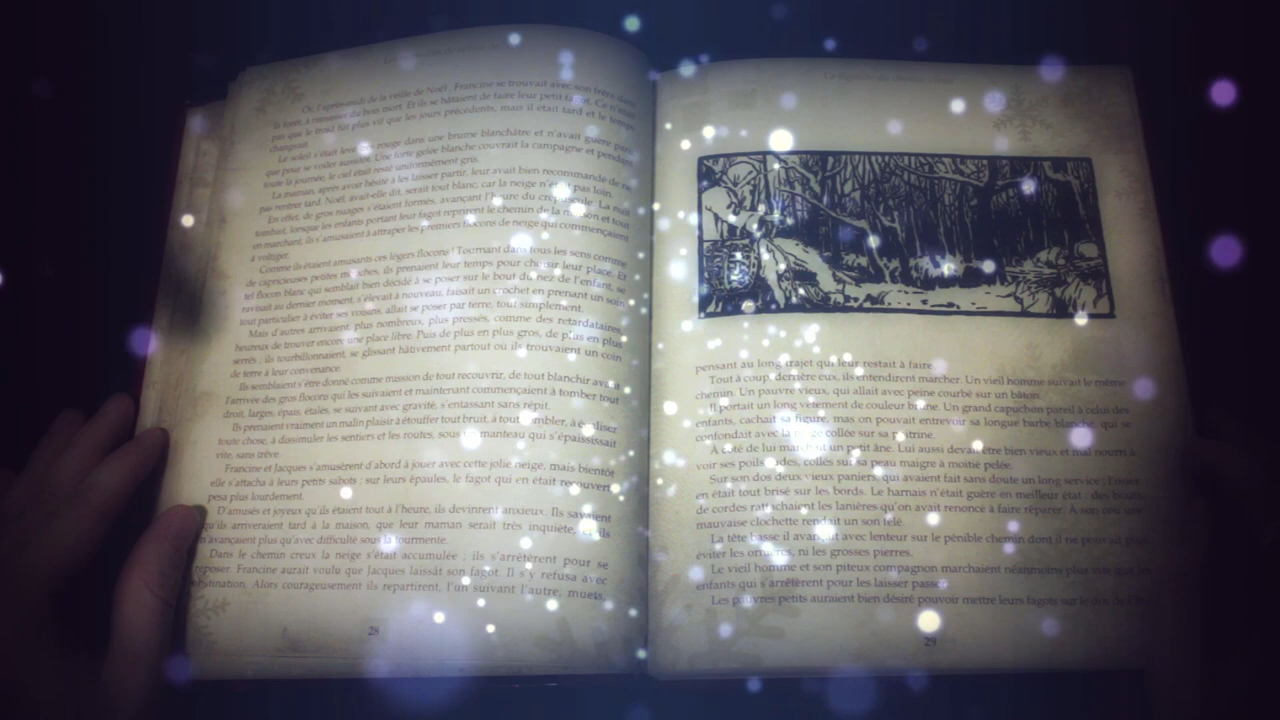 Or, l'après-midi de la veille de Noël, Francine se trouvait avec son frère dans
la forêt, à ramasser du bois mort. Et ils se hâtaient de faire leur petit fagot. Ce n'était
pas que le froid fût plus vif que les jours précédents, mais il était tard et le temps
changeait.
Le soleil s'était levé rouge dans une brume blanchâtre et n'avait guère paru
que pour se voiler aussitôt. Une forte gelée blanche couvrait la campagne et pendant
toute la journée, le ciel était resté uniformément gris.
La maman, après avoir hésité à les laisser partir, leur avait bien recommandé de ne
pas rentrer tard. Noël, avait-elle dit, serait tout blanc, car la neige n'était pas loin.
En effet, de gros nuages s'étaient formés, avançant l'heure du crépuscule. La nuit
tombait, lorsque les enfants portant leur fagot reprirent le chemin de la maison et tout
en marchant, ils s'amusaient à attraper les premiers flocons de neige qui commençaient
à voltiger.
Comme ils étaient amusants ces légers flocons ! Tournant dans tous les sens comme
de capricieuses petites mouches, ils prenaient leur temps pour choisir leur place. Et
tel flocon blanc qui semblait bien décidé à se poser sur le bout du nez de l'enfant, se
ravisait au dernier moment, s'élevait à nouveau, faisait un crochet en prenant un soin
tout particulier à éviter ses voisins, allait se poser par terre, tout simplement.
Mais d'autres arrivaient, plus nombreux, plus pressés, comme des retardataires,
heureux de trouver encore une place libre. Puis de plus en plus gros, de plus en plus
serrés ; ils tourbillonnaient, se glissant hâtivement partout où ils trouvaient un coin
de terre à leur convenance.
Ils semblaient s'être donné comme mission de tout recouvrir, de tout blanchir avant
l'arrivée des gros flocons qui les suivaient et maintenant commençaient à tomber tout
droit, larges, épais, étalés, se suivant avec gravité, s'entassant sans répit.
Ils prenaient vraiment un malin plaisir à étouffer tout bruit, à tout combler, à égaliser
toute chose, à dissimuler les sentiers et les routes, sous un manteau qui s'épaississait
vite, sans trêve.
Francine et Jacques s'amusèrent d'abord à jouer avec cette jolie neige, mais bientôt
elle s'attacha à leurs petits sabots ; sur leurs épaules, le fagot qui en était recouvert
pesa plus lourdement.
D'amusés et joyeux qu'ils étaient tout à l'heure, ils devinrent anxieux. Ils savaient
qu'ils arriveraient tard à la maison, que leur maman serait très inquiète, et ils
n'avançaient plus qu'avec difficulté sous la tourmente.
Dans le chemin creux la neige s'était accumulée ; ils s'arrêtèrent pour se
reposer. Francine aurait voulu que Jacques laissât son fagot. Il s'y refusa avec
obstination. Alors courageusement ils repartirent, l'un suivant l'autre, muets,
28
pensant au long trajet qui leur restait à faire.
Tout à coup, derrière eux, ils entendirent marcher. Un vieil homme suivait le même
chemin. Un pauvre vieux, qui allait avec peine courbé sur un bâton.
Il portait un long vêtement de couleur brune. Un grand capuchon pareil à celui des
enfants, cachait sa figure, mais on pouvait entrevoir sa longue barbe blanche, qui se
confondait avec la neige collée sur sa poitrine.
À côté de lui marchait un petit âne. Lui aussi devait être bien vieux et mal nourri à
voir ses poils rudes, collés sur sa peau maigre à moitié pelée.
Sur son dos deux vieux paniers, qui avaient fait sans doute un long service ; l'osier
en était tout brisé sur les bords. Le harnais n'était guère en meilleur état : des bouts
de cordes rattachaient les lanières qu'on avait renoncé à faire réparer. À son cou une
mauvaise clochette rendait un son fêlé.
La tête basse il avançait avec lenteur sur le pénible chemin dont il ne pouvait plus
éviter les ornières, ni les grosses pierres.
Le vieil homme et son piteux compagnon marchaient néanmoins plus vite que les
enfants qui s'arrêtèrent pour les laisser passer.
Les pauvres petits auraient bien désiré pouvoir mettre leurs fagots sur le dos de l'âne
29